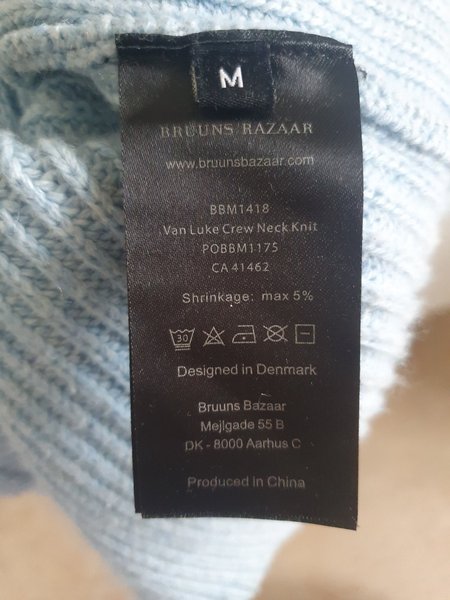 M
BRUUNS BAZAAR
www.bruunsbazaar.com
BBM1418
Van Luke Crew Neck Knit
POBBM1175
CA 41462
Shrinkage: max 5%
30
Designed in Denmark
Bruuns Bazaar
Mejlgade 55 B
DK - 8000 Aarhus C
Produced in China